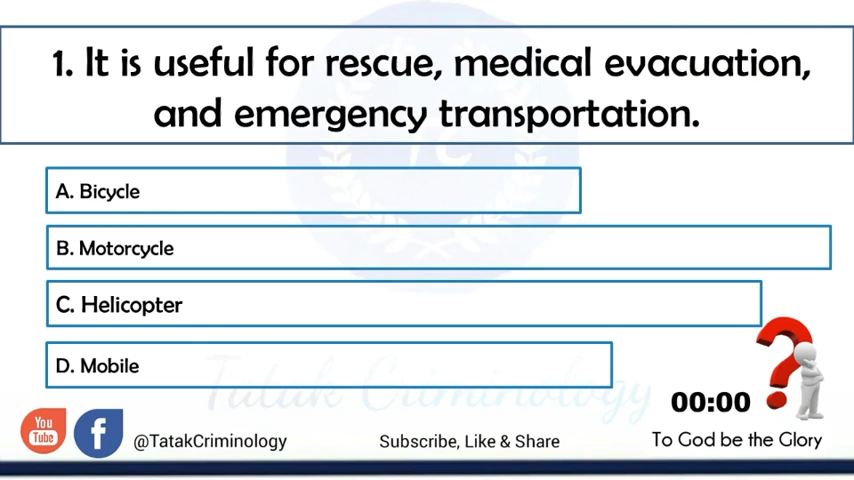 1. It is useful for rescue, medical evacuation,
and emergency transportation.
TC
A. Bicycle
B. Motorcycle
C. Helicopter
D. Mobile
Tatak Criminology
00:00
You
Tube
f
@TatakCriminology
Subscribe, Like & Share
To God be the Glory